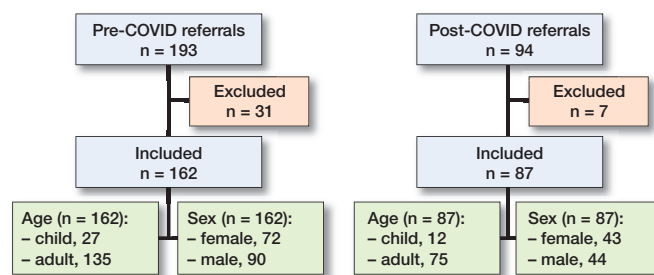 Pre-COVID referrals
n = 193
Excluded
n = 31
Included
n = 162
Age (n = 162):
– child, 27
– adult, 135
Sex (n = 162):
– female, 72
– male, 90
Post-COVID referrals
n = 94
Excluded
n = 7
Included
n = 87
Age (n = 87):
– child, 12
– adult, 75
Sex (n = 87):
– female, 43
– male, 44